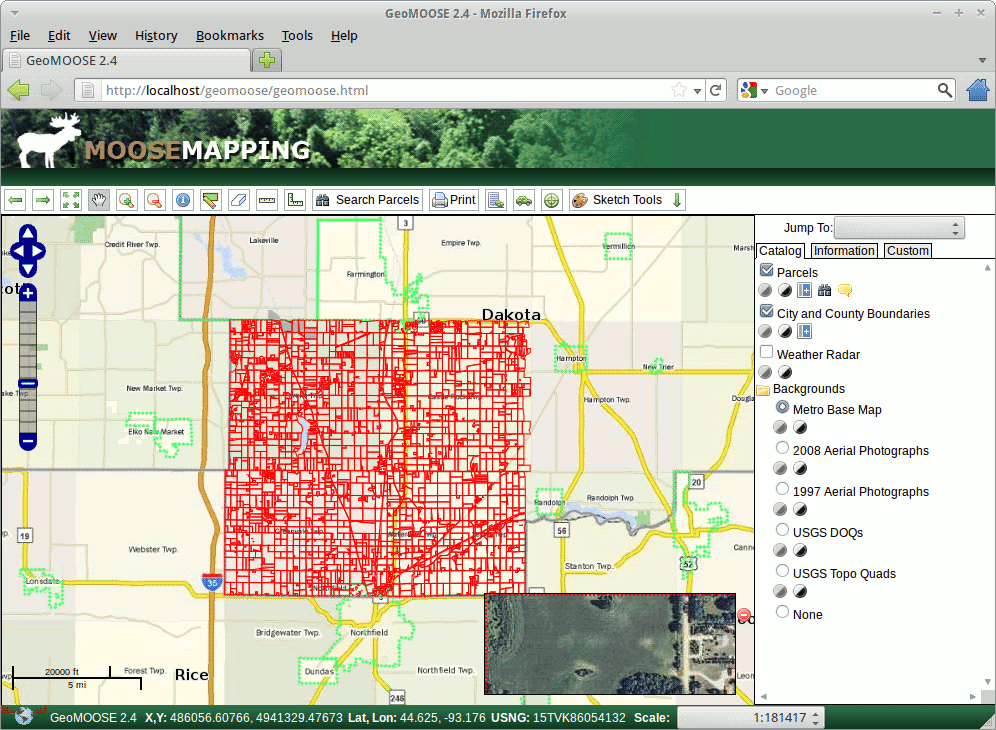 GeoMOOSE 2.4 - Mozilla Firefox
File Edit View History Bookmarks Tools Help
GeoMOOSE 2.4
http://localhost/geomoose/geomoose.html
Google
MOOSEMAPPING
Search Parcels
Print
Sketch Tools
Jump To:
Catalog Information Custom
Parcels
City and County Boundaries
Weather Radar
Backgrounds
Metro Base Map
2008 Aerial Photographs
1997 Aerial Photographs
USGS DOQs
USGS Topo Quads
None
3
Credit River Twp.
Lakeville
Empire Twp.
Vermillion
Marsh
Farmington
Dakota
Hampton
New Trier
New Market Twp.
Hampton Twp.
Dougla
Elko New Market
20
Randolph
Randolph Twp.
19
56
Webster Twp.
Cann
Stanton Twp.
52
Lonsdale
35
Bridgewater Twp.
Northfield
Forest Twp.
Rice
Dundas
Northfield Twp.
Leon
246
20000 ft
5 mi
GeoMOOSE 2.4 X,Y: 486056.60766, 4941329.47673 Lat, Lon: 44.625, -93.176 USNG: 15TVK86054132 Scale: 1:181417